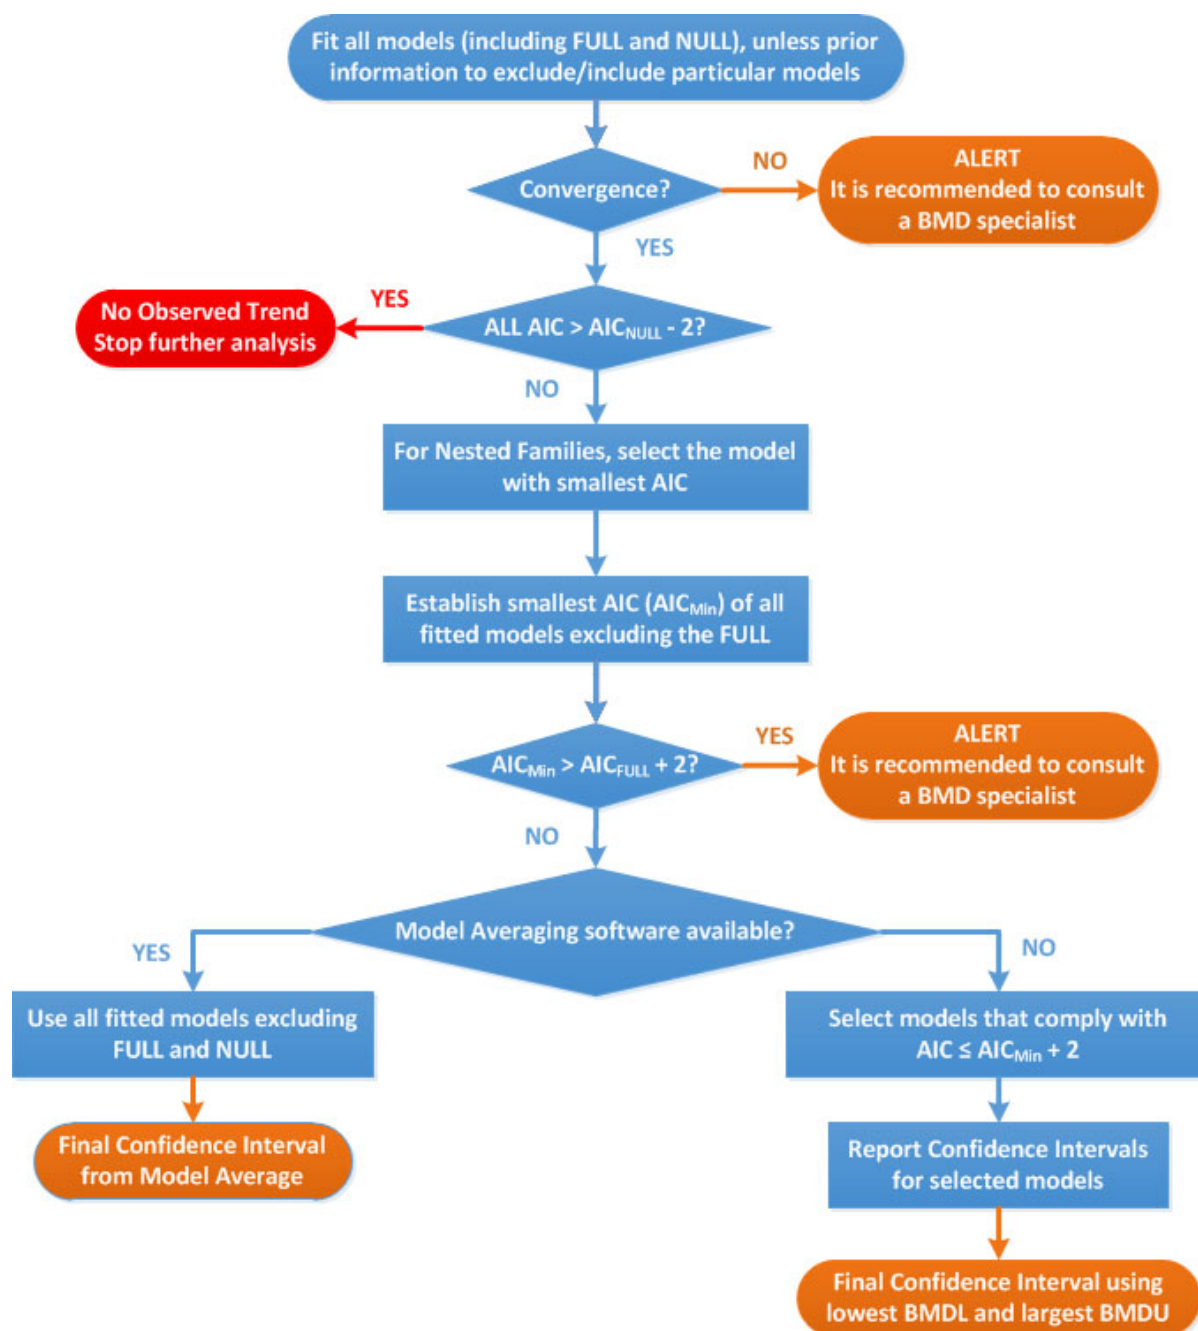 Fit all models (including FULL and NULL), unless prior
information to exclude/include particular models
Convergence?
NO
ALERT
It is recommended to consult
a BMD specialist
YES
No Observed Trend
Stop further analysis
YES
ALL AIC > AIC_NULL - 2?
NO
For Nested Families, select the model
with smallest AIC
Establish smallest AIC (AIC_Min) of all
fitted models excluding the FULL
AIC_Min > AIC_FULL + 2?
YES
ALERT
It is recommended to consult
a BMD specialist
NO
Model Averaging software available?
YES
NO
Use all fitted models excluding
FULL and NULL
Select models that comply with
AIC ≤ AIC_Min + 2
Final Confidence Interval
from Model Average
Report Confidence Intervals
for selected models
Final Confidence Interval using
lowest BMDL and largest BMDU